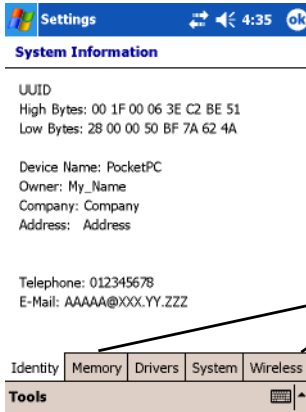 Settings 4:35 ok
System Information
UUID
High Bytes: 00 1F 00 06 3E C2 BE 51
Low Bytes: 28 00 00 50 BF 7A 62 4A
Device Name: PocketPC
Owner: My_Name
Company: Company
Address: Address
Telephone: 012345678
E-Mail: AAAAA@XXX.YY.ZZZ
Identity Memory Drivers System Wireless
Tools